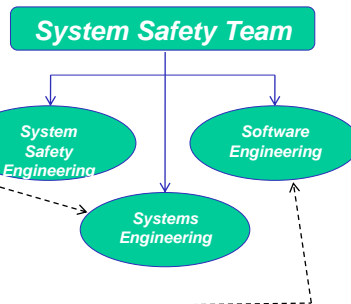 System Safety Team
System
Safety
Engineering
Software
Engineering
Systems
Engineering